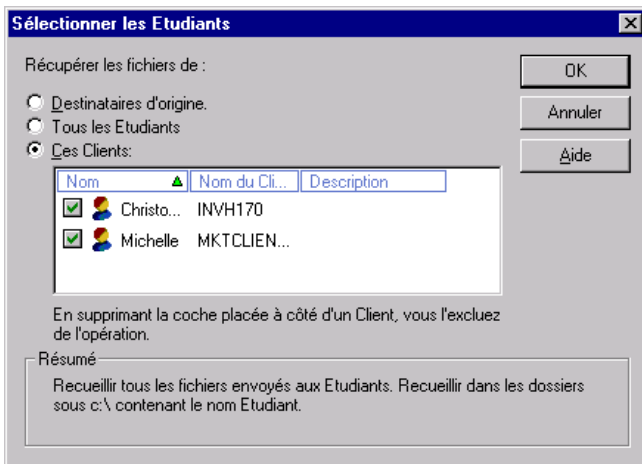 Sélectionner les Etudiants
Récupérer les fichiers de :
OK
Destinataires d'origine.
Annuler
Tous les Etudiants
Ces Clients:
Aide
Nom Nom du Cli... Description
Christo... INVH170
Michelle MKTCLIEN...
En supprimant la coche placée à côté d'un Client, vous l'excluez
de l'opération.
Résumé
Recueillir tous les fichiers envoyés aux Etudiants. Recueillir dans les dossiers
sous c:\ contenant le nom Etudiant.